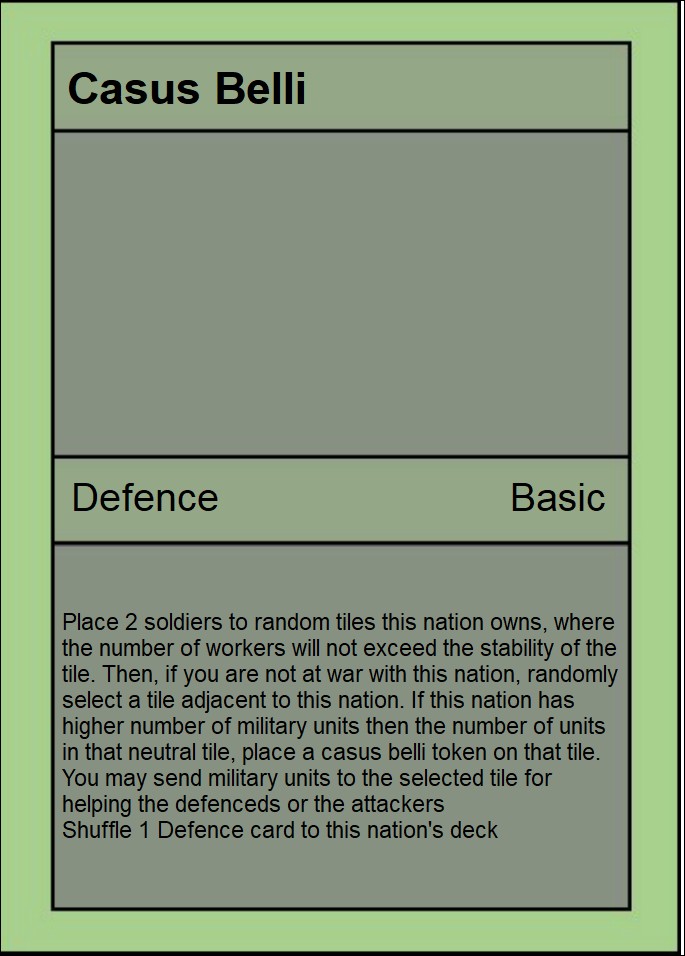 Casus Belli
Defence Basic
Place 2 soldiers to random tiles this nation owns, where
the number of workers will not exceed the stability of the
tile. Then, if you are not at war with this nation, randomly
select a tile adjacent to this nation. If this nation has
higher number of military units then the number of units
in that neutral tile, place a casus belli token on that tile.
You may send military units to the selected tile for
helping the defenceds or the attackers
Shuffle 1 Defence card to this nation's deck